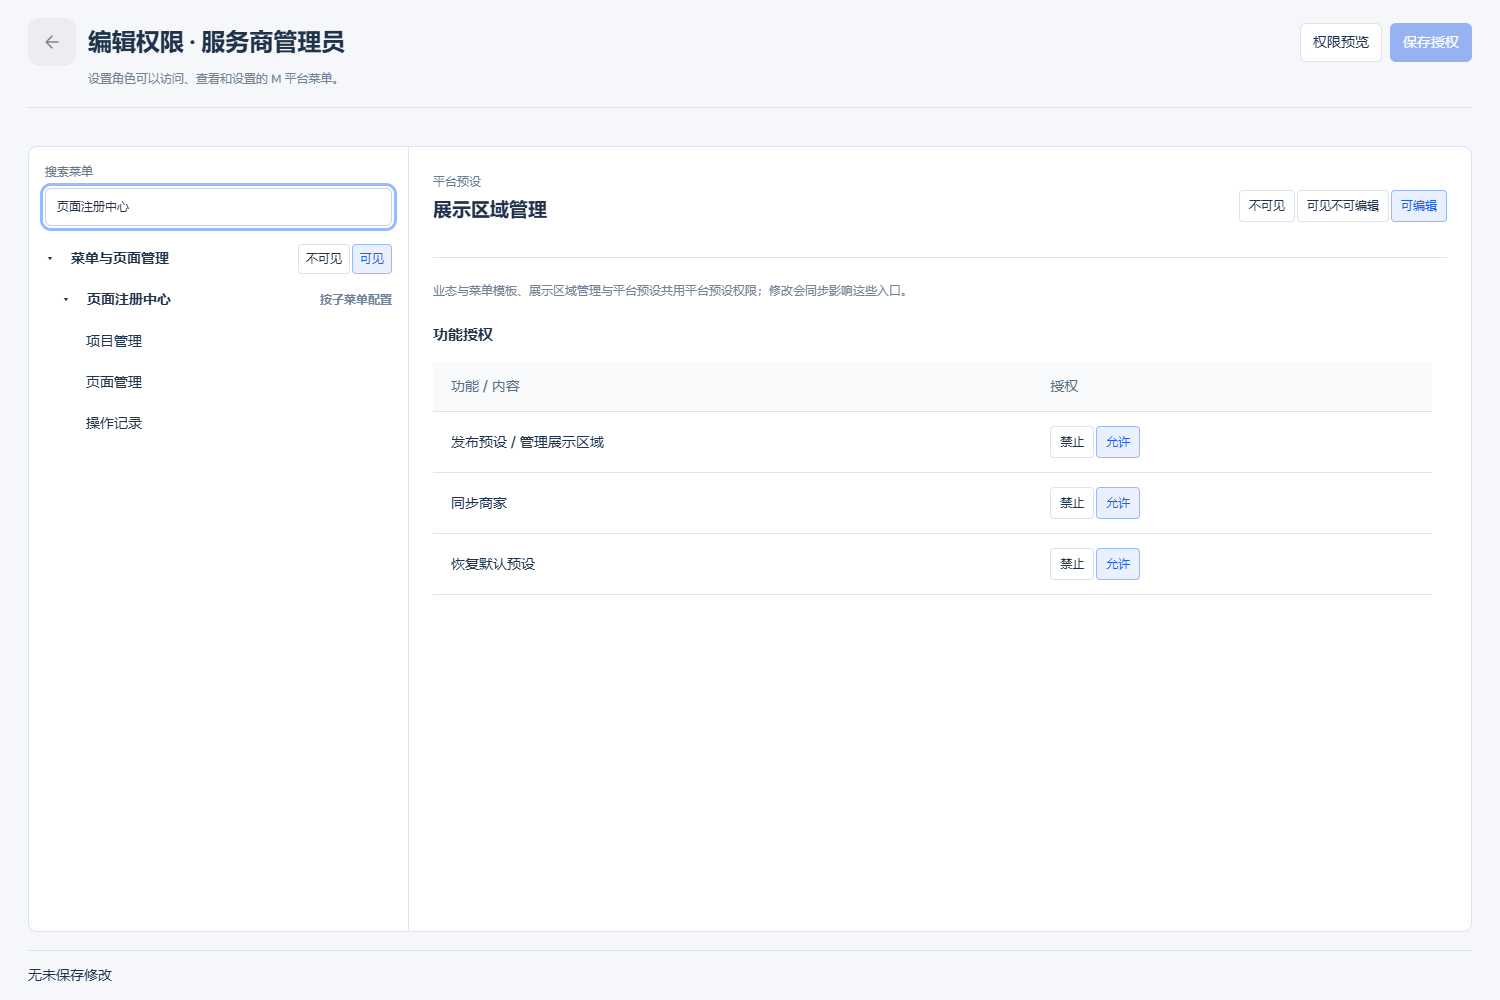 编辑权限 · 服务商管理员
设置角色可以访问、查看和设置的 M 平台菜单。
权限预览
保存授权
搜索菜单
页面注册中心
菜单与页面管理
不可见
可见
页面注册中心
按子菜单配置
项目管理
页面管理
操作记录
平台预设
展示区域管理
不可见
可见不可编辑
可编辑
业态与菜单模板、展示区域管理与平台预设共用平台预设权限；修改会同步影响这些入口。
功能授权
功能 / 内容
授权
发布预设 / 管理展示区域
禁止
允许
同步商家
禁止
允许
恢复默认预设
禁止
允许
无未保存修改